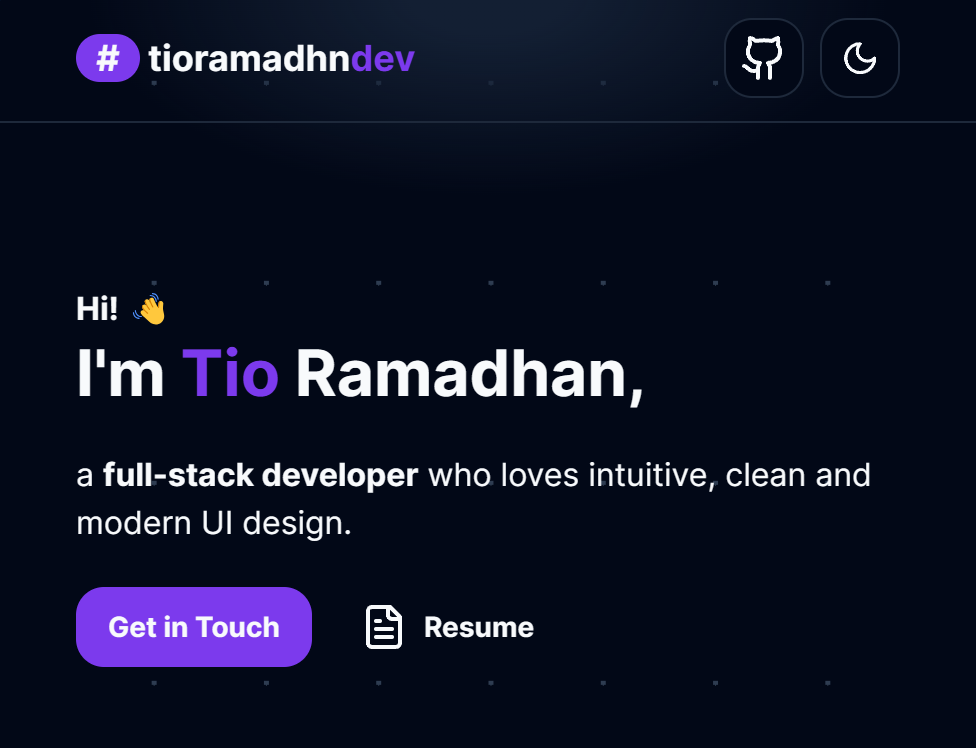 # tioramadhndev
Hi! 👋
I'm Tio Ramadhan,
a full-stack developer who loves intuitive, clean and
modern UI design.
Get in Touch
Resume